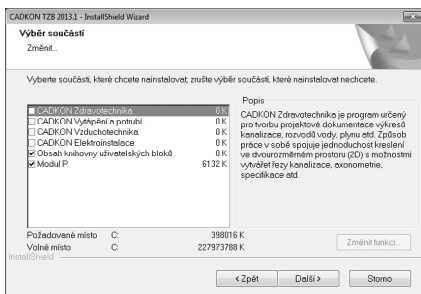 CADKON TZB 2013.1 - InstallShield Wizard
Výběr součástí
Změnit...
Vyberte součásti, které chcete nainstalovat, zrušte výběr součástí, které nainstalovat nechcete.
CADKON Zdravotechnika 0 K
CADKON Vytápění a potrubí 0 K
CADKON Vzduchotechnika 0 K
CADKON Elektroinstalace 0 K
Obsah knihovny uživatelských bloků 0 K
Modul P 6132 K
Popis
CADKON Zdravotechnika je program určený
pro tvorbu projektové dokumentace výkresů
kanalizace, rozvodů vody, plynu atd. Způsob
práce v sobě spojuje jednoduchost kreslení
ve dvourozměrném prostoru (2D) s možnostmi
vytvářet řezy kanalizace, axonometrie,
specifikace atd.
Požadované místo C: 398016 K
Volné místo C: 227973788 K
Změnit funkci...
InstallShield
< Zpět
Další >
Storno